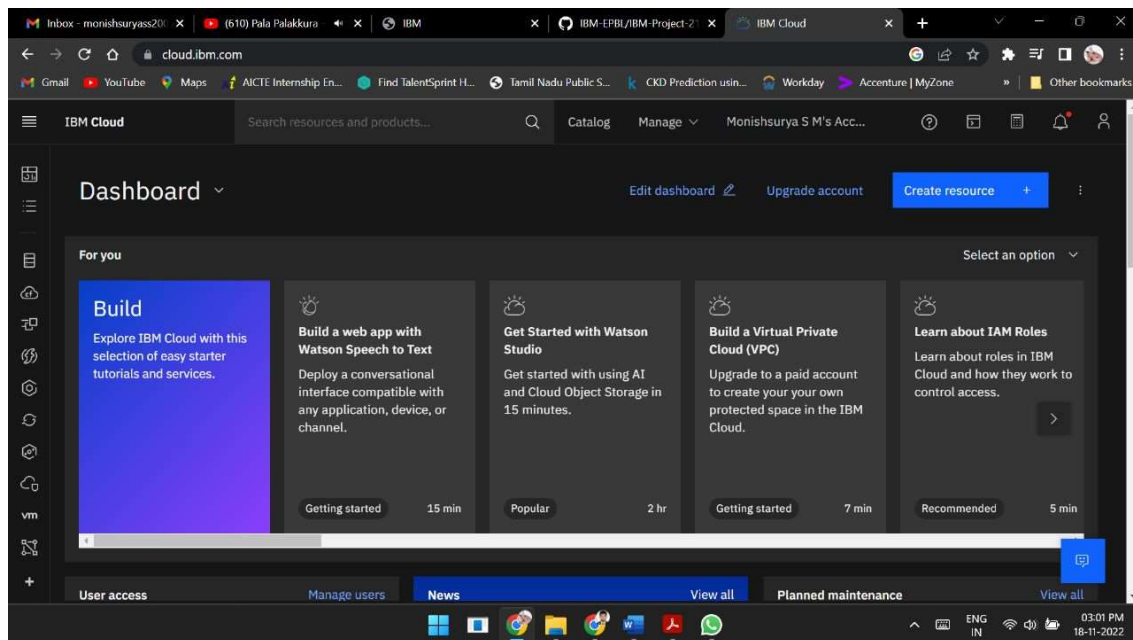 Inbox - monishsuryass20
(610) Pala Palakkura
IBM
IBM-EPBL/IBM-Project-21
IBM Cloud
cloud.ibm.com
Gmail
YouTube
Maps
AICTE Internship En...
Find TalentSprint H...
Tamil Nadu Public S...
CKD Prediction usin...
Workday
Accenture | MyZone
»
Other bookmarks
IBM Cloud
Search resources and products...
Catalog
Manage
Monishsurya S M's Acc...
Dashboard
Edit dashboard
Upgrade account
Create resource +
For you
Select an option
Build
Explore IBM Cloud with this
selection of easy starter
tutorials and services.
Build a web app with
Watson Speech to Text
Deploy a conversational
interface compatible with
any application, device, or
channel.
Getting started
15 min
Get Started with Watson
Studio
Get started with using AI
and Cloud Object Storage in
15 minutes.
Popular
2 hr
Build a Virtual Private
Cloud (VPC)
Upgrade to a paid account
to create your your own
protected space in the IBM
Cloud.
Getting started
7 min
Learn about IAM Roles
Learn about roles in IBM
Cloud and how they work to
control access.
Recommended
5 min
vm
User access
Manage users
News
View all
Planned maintenance
View all
ENG
IN
03:01 PM
18-11-2022